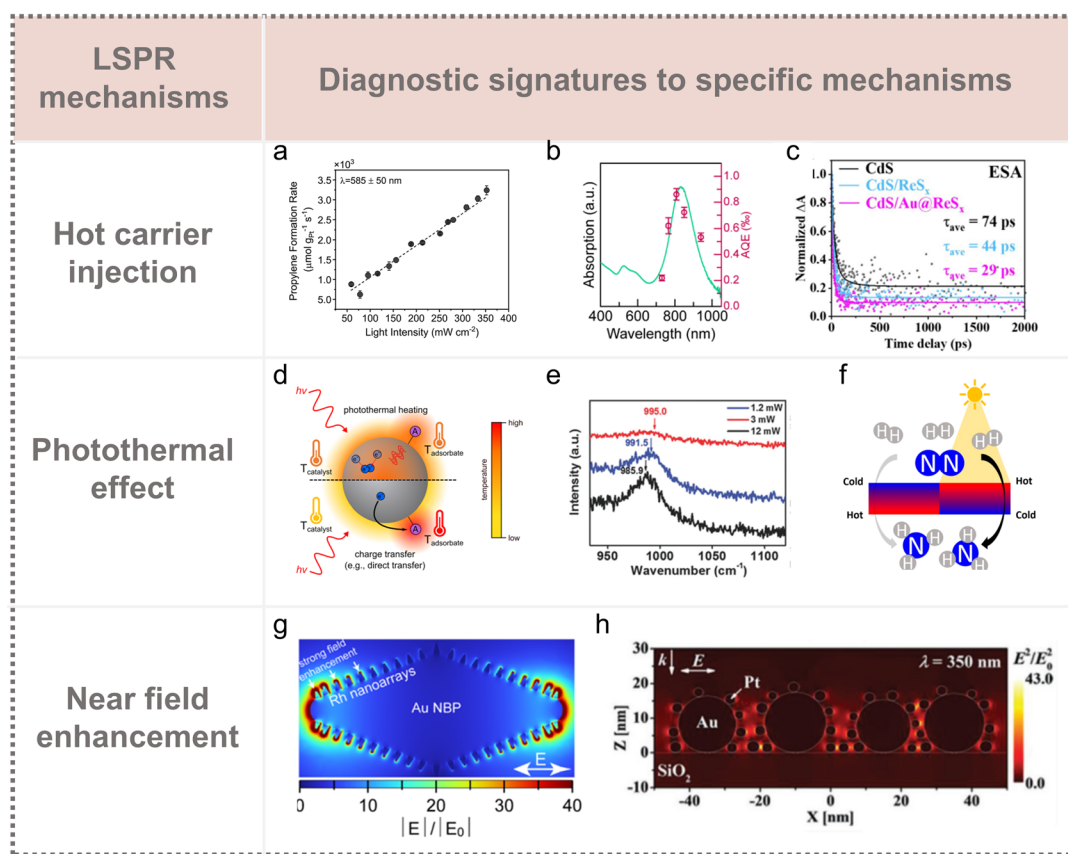 LSPR
mechanisms
Diagnostic signatures to specific mechanisms
Hot carrier
injection
a
×10³
λ=585 ± 50 nm
Propylene Formation Rate
(μmol gPt⁻¹ s⁻¹)
3.5
3.0
2.5
2.0
1.5
1.0
5.0
50 100 150 200 250 300 350 400
Light Intensity (mW cm⁻²)
b
Absorption (a.u.)
1.0
0.8
0.6
0.4
0.2
0.0
AQE (‰)
400 600 800 1000
Wavelength (nm)
c
CdS
CdS/ReSₓ
CdS/Au@ReSₓ
ESA
τave = 74 ps
τave = 44 ps
τave = 29 ps
Normalized ΔA
1.0
0.8
0.6
0.4
0.2
0.0
0 500 1000 1500 2000
Time delay (ps)
Photothermal
effect
d
hν
photothermal heating
A
Tadsorbate
Tcatalyst
Tcatalyst
A
Tadsorbate
hν
charge transfer
(e.g., direct transfer)
high
temperature
low
e
1.2 mW
3 mW
12 mW
995.0
991.5
985.9
Intensity (a.u.)
950 1000 1050 1100
Wavenumber (cm⁻¹)
f
H H H H H H
N N
Cold Hot
Hot Cold
H H H H H H
N N
Near field
enhancement
g
strong field
enhancement
Rh nanoarrays
Au NBP
E
0 10 20 30 40
|E|/|E₀|
h
k E
λ = 350 nm
Pt
Au
SiO₂
Z [nm]
30
20
10
0
-10
-40 -20 0 20 40
X [nm]
E²/E₀²
43.0
0.0